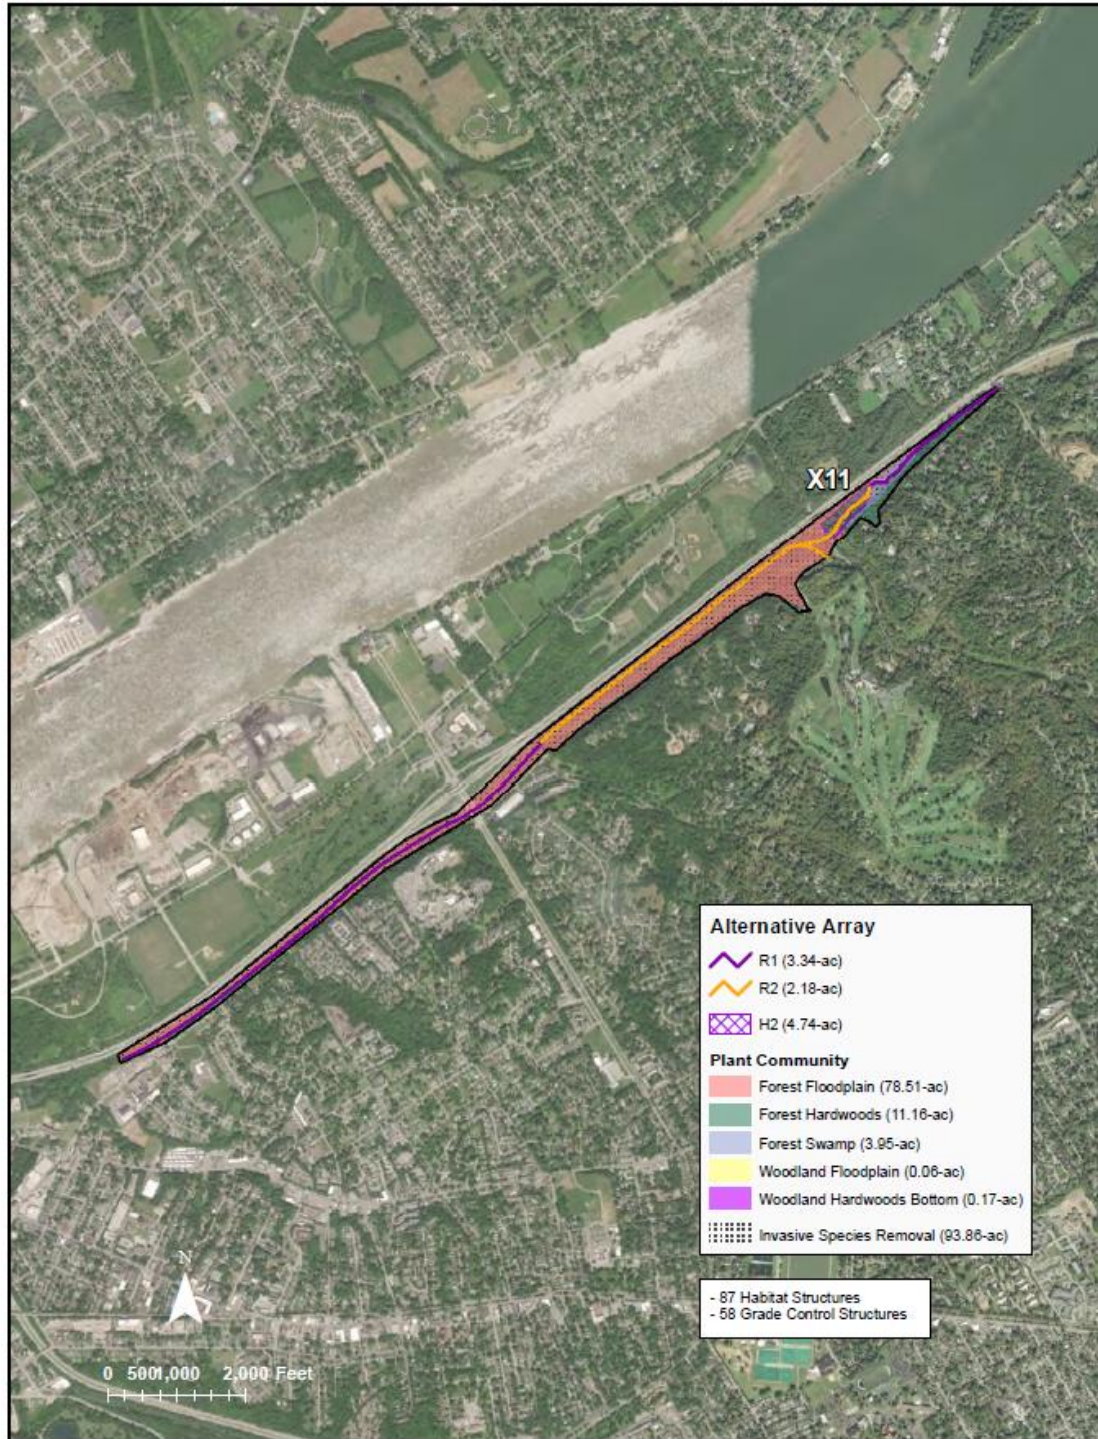 X11
Alternative Array
R1 (3.34-ac)
R2 (2.18-ac)
H2 (4.74-ac)
Plant Community
Forest Floodplain (78.51-ac)
Forest Hardwoods (11.16-ac)
Forest Swamp (3.95-ac)
Woodland Floodplain (0.06-ac)
Woodland Hardwoods Bottom (0.17-ac)
Invasive Species Removal (93.86-ac)
- 87 Habitat Structures
- 58 Grade Control Structures
N
0 500 1,000 2,000 Feet